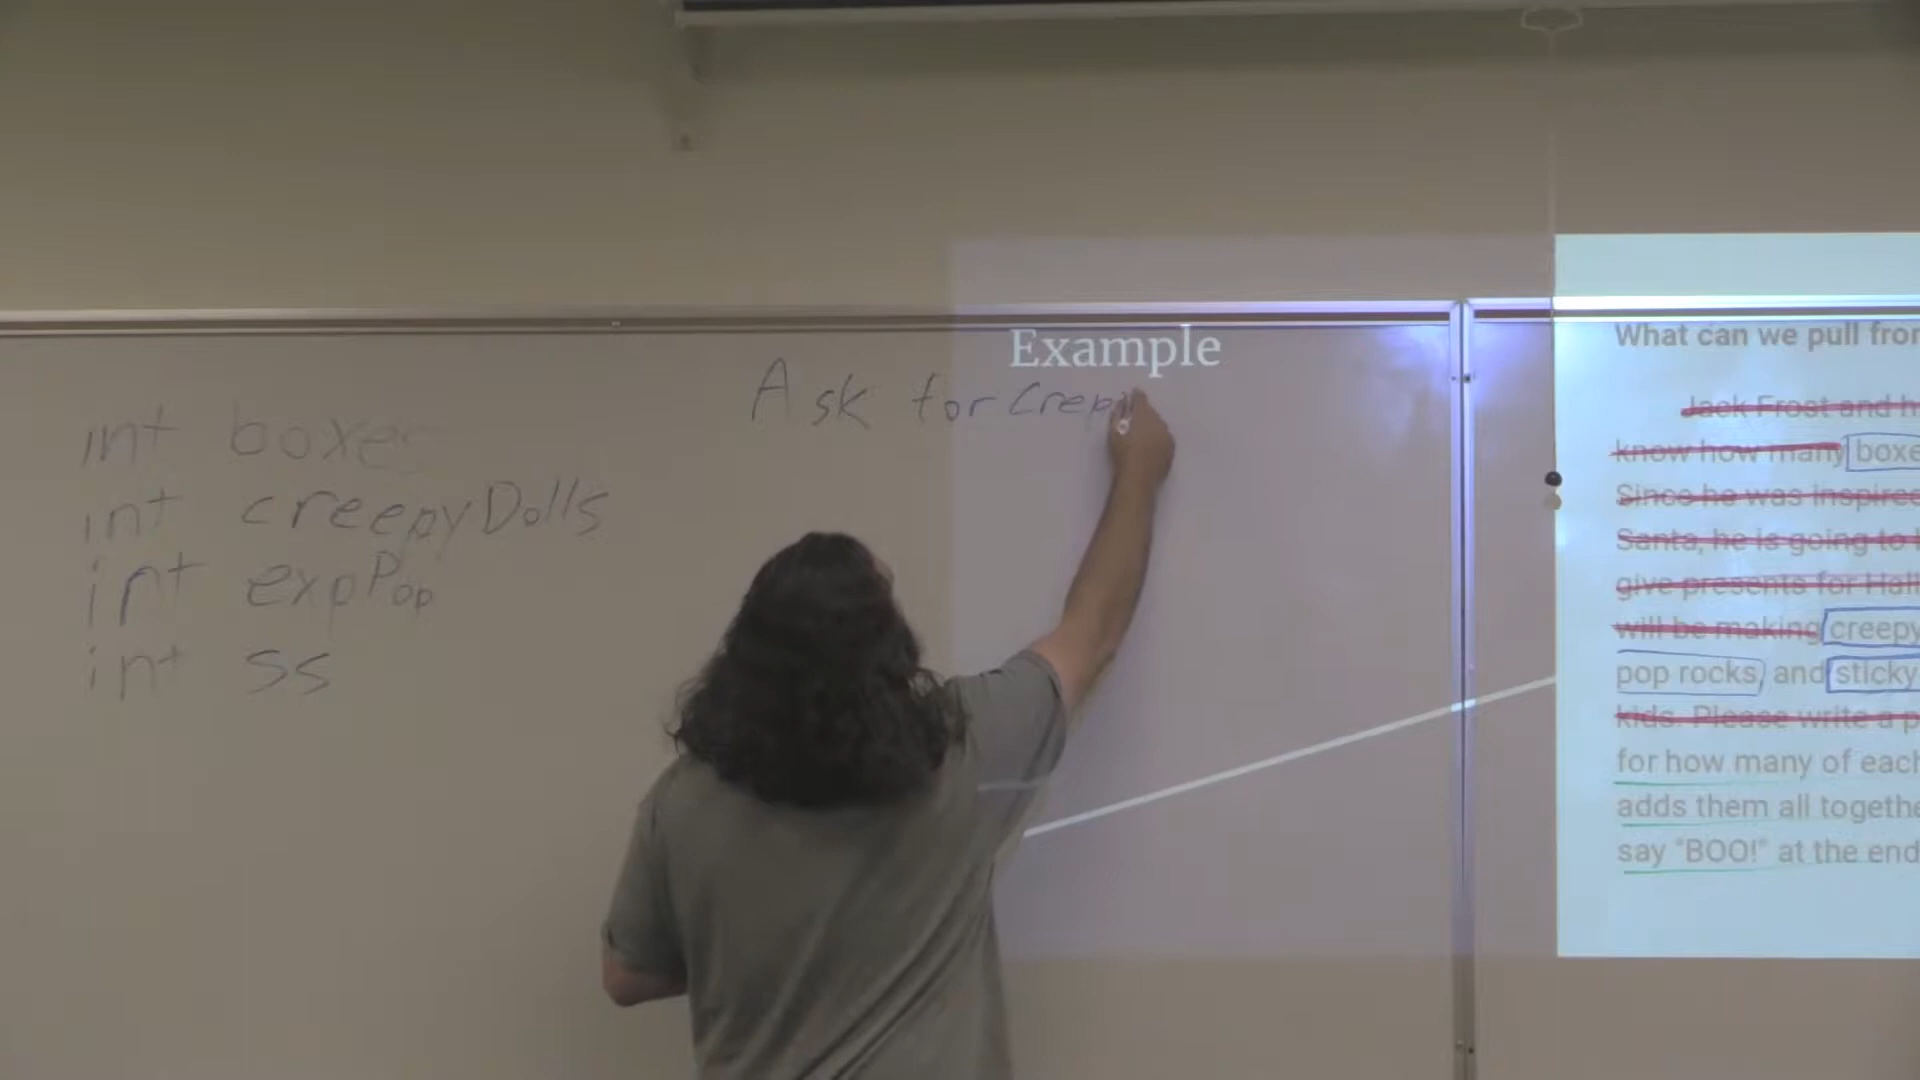 int boxes
int creepyDolls
int expPop
int ss
Example
Ask for Crep
What can we pull from
Jack Frost and h
know how many boxe
Since he was inspired
Santa, he is going to
give presents for Hall
will be making creepy
pop rocks, and sticky
kids. Please write a p
for how many of each
adds them all togethe
say "BOO!" at the end